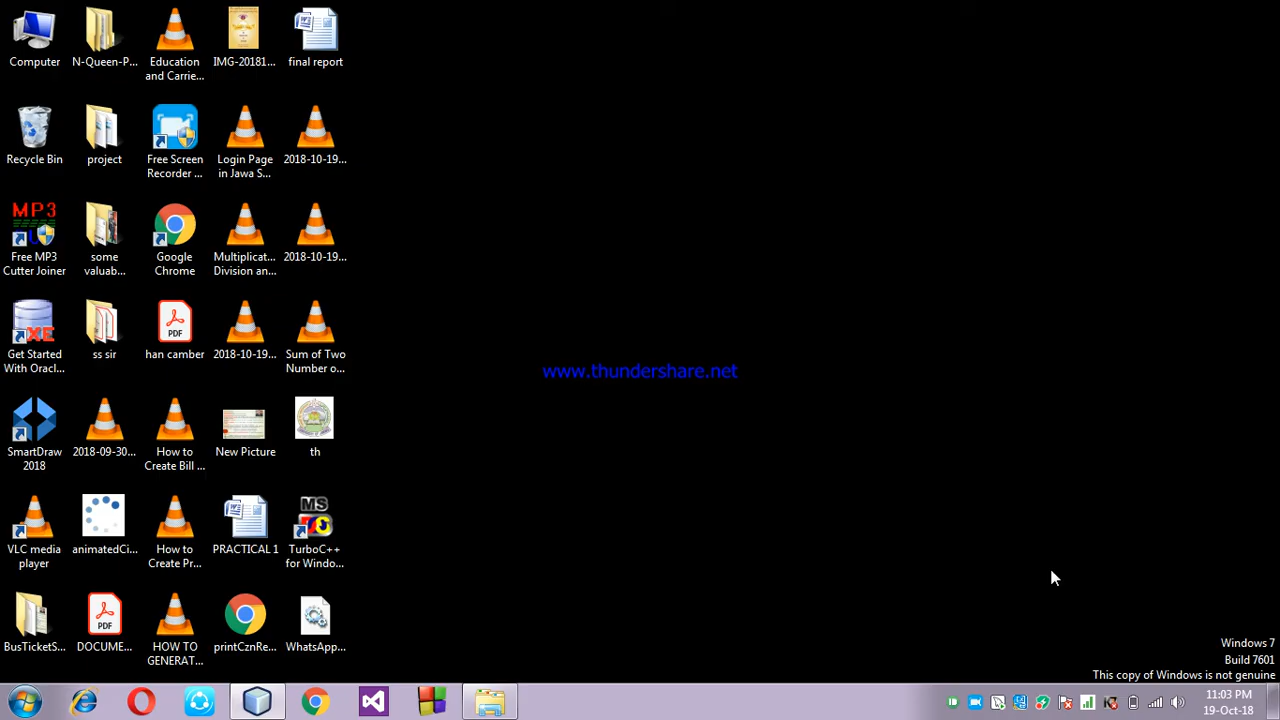 Computer
N-Queen-P...
Education
and Carrie...
IMG-20181...
final report
Recycle Bin
project
Free Screen
Recorder ...
Login Page
in Jawa S...
2018-10-19...
MP3
Free MP3
Cutter Joiner
some
valuab...
Google
Chrome
Multiplicat...
Division an...
2018-10-19...
XE
Get Started
With Oracl...
ss sir
PDF
han camber
2018-10-19...
Sum of Two
Number o...
www.thundershare.net
SmartDraw
2018
2018-09-30...
How to
Create Bill ...
New Picture
th
VLC media
player
animatedCi...
How to
Create Pr...
PRACTICAL 1
MS
TurboC++
for Windo...
BusTicketS...
PDF
DOCUME...
HOW TO
GENERAT...
printCznRe...
WhatsApp...
Windows 7
Build 7601
This copy of Windows is not genuine
11:03 PM
19-Oct-18